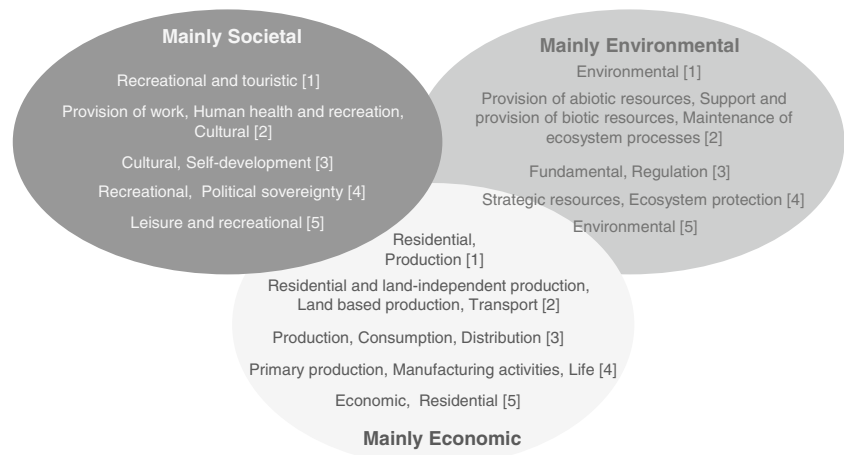 Mainly Societal
Recreational and touristic [1]
Provision of work, Human health and recreation,
Cultural [2]
Cultural, Self-development [3]
Recreational, Political sovereignty [4]
Leisure and recreational [5]
Mainly Environmental
Environmental [1]
Provision of abiotic resources, Support and
provision of biotic resources, Maintenance of
ecosystem processes [2]
Fundamental, Regulation [3]
Strategic resources, Ecosystem protection [4]
Environmental [5]
Residential,
Production [1]
Residential and land-independent production,
Land based production, Transport [2]
Production, Consumption, Distribution [3]
Primary production, Manufacturing activities, Life [4]
Economic, Residential [5]
Mainly Economic